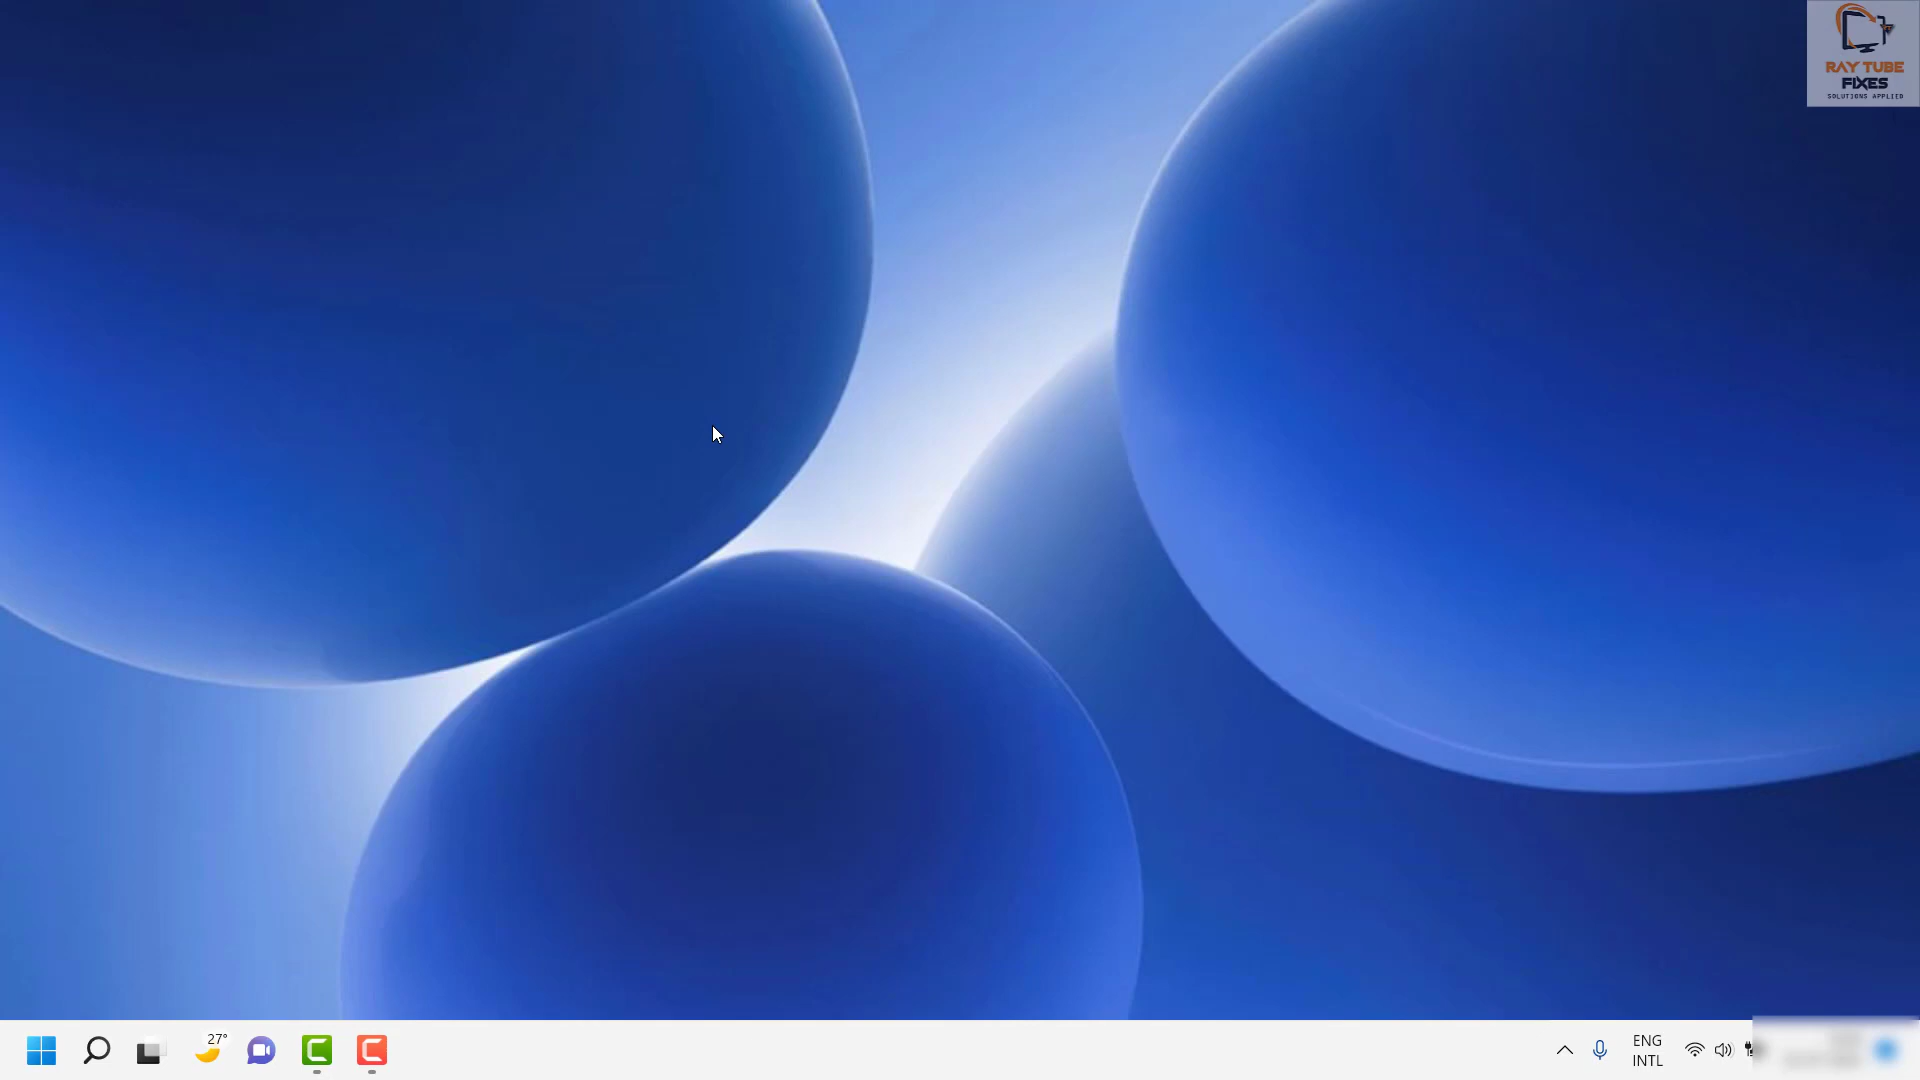 RAY TUBE
FIXES
SOLUTIONS APPLIED
27°
ENG
INTL